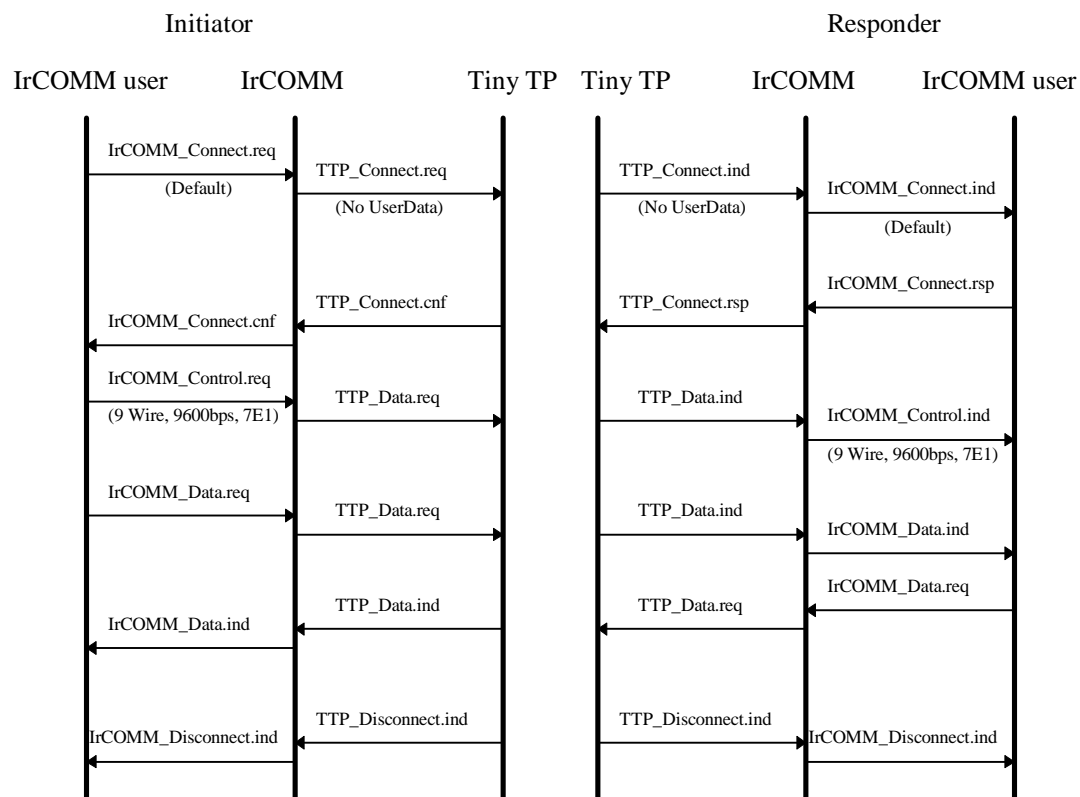 Initiator
Responder
IrCOMM user
IrCOMM
Tiny TP
Tiny TP
IrCOMM
IrCOMM user
IrCOMM_Connect.req
(Default)
TTP_Connect.req
(No UserData)
TTP_Connect.ind
(No UserData)
IrCOMM_Connect.ind
(Default)
IrCOMM_Connect.rsp
TTP_Connect.rsp
TTP_Connect.cnf
IrCOMM_Connect.cnf
IrCOMM_Control.req
(9 Wire, 9600bps, 7E1)
TTP_Data.req
TTP_Data.ind
IrCOMM_Control.ind
(9 Wire, 9600bps, 7E1)
IrCOMM_Data.req
TTP_Data.req
TTP_Data.ind
IrCOMM_Data.ind
IrCOMM_Data.req
TTP_Data.req
TTP_Data.ind
IrCOMM_Data.ind
TTP_Disconnect.ind
IrCOMM_Disconnect.ind
TTP_Disconnect.ind
IrCOMM_Disconnect.ind